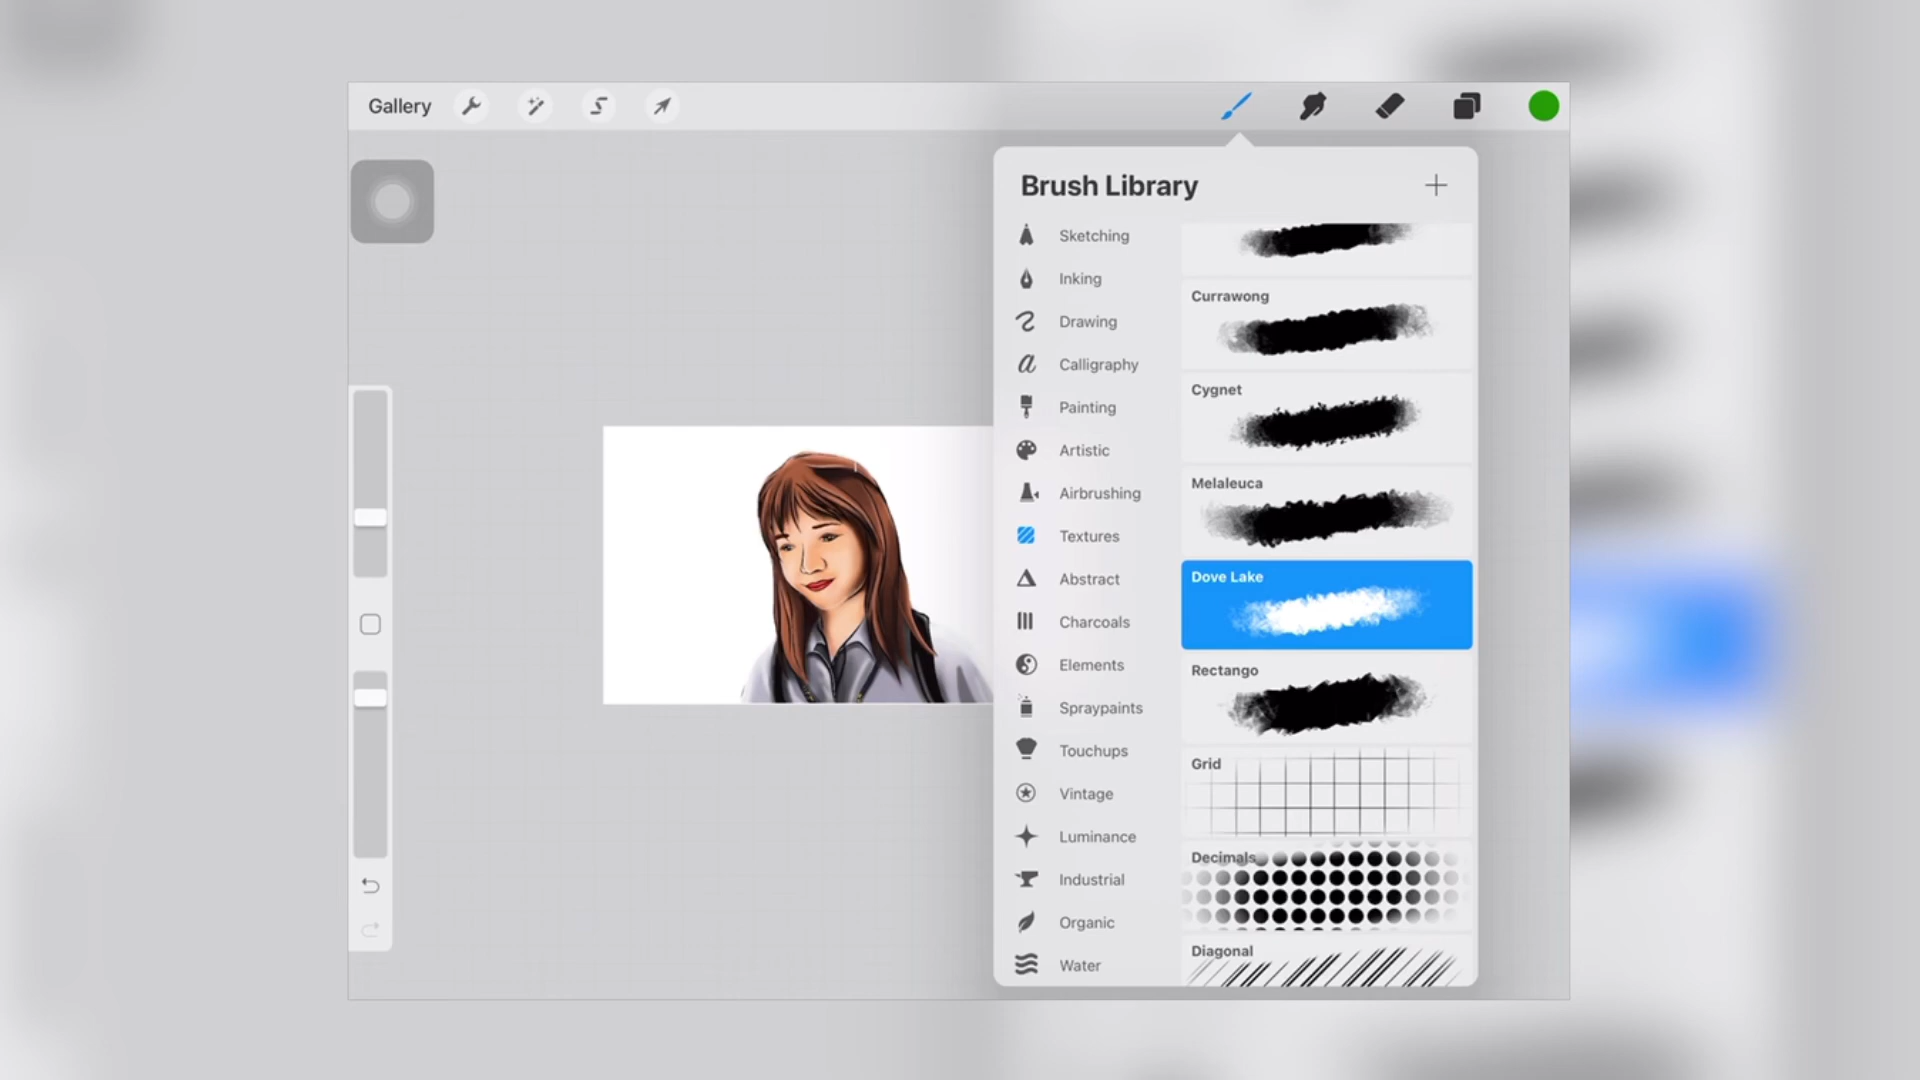 Gallery
Brush Library
Sketching
Inking
Drawing
Calligraphy
Painting
Artistic
Airbrushing
Textures
Abstract
Charcoals
Elements
Spraypaints
Touchups
Vintage
Luminance
Industrial
Organic
Water
Currawong
Cygnet
Melaleuca
Dove Lake
Rectango
Grid
Decimals
Diagonal